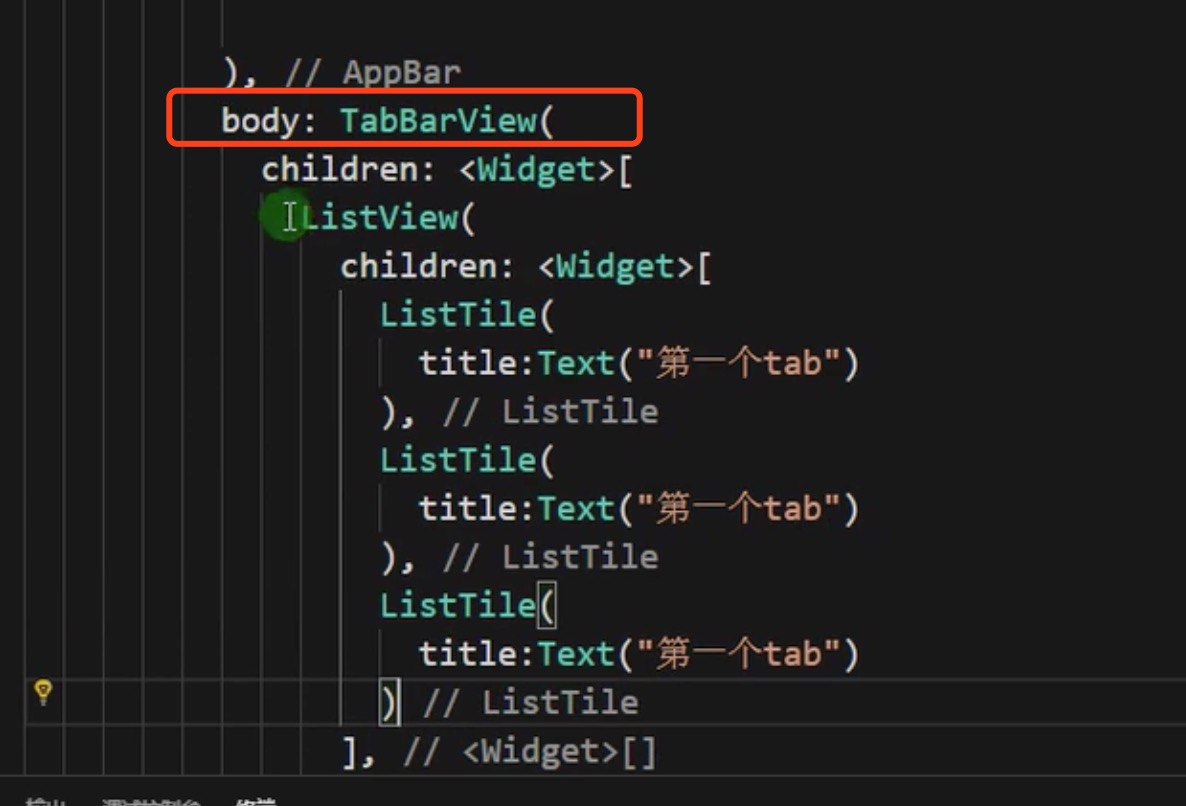 ), // AppBar
body: TabBarView(
children: <Widget>[
ListView(
children: <Widget>[
ListTile(
title:Text("第一个tab")
), // ListTile
ListTile(
title:Text("第一个tab")
), // ListTile
ListTile(
title:Text("第一个tab")
) // ListTile
], // <Widget>[]